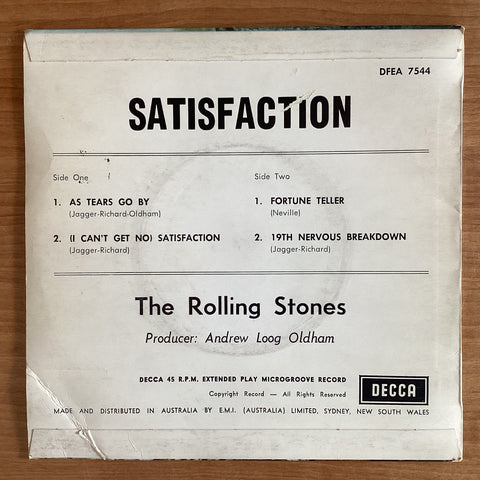 DFEA 7544
SATISFACTION
Side One
1. AS TEARS GO BY
(Jagger-Richard-Oldham)
2. (I CAN'T GET NO) SATISFACTION
(Jagger-Richard)
Side Two
1. FORTUNE TELLER
(Neville)
2. 19TH NERVOUS BREAKDOWN
(Jagger-Richard)
The Rolling Stones
Producer: Andrew Loog Oldham
DECCA 45 R.P.M. EXTENDED PLAY MICROGROOVE RECORD
Copyright Record — All Rights Reserved
DECCA
MADE AND DISTRIBUTED IN AUSTRALIA BY E.M.I. (AUSTRALIA) LIMITED, SYDNEY, NEW SOUTH WALES